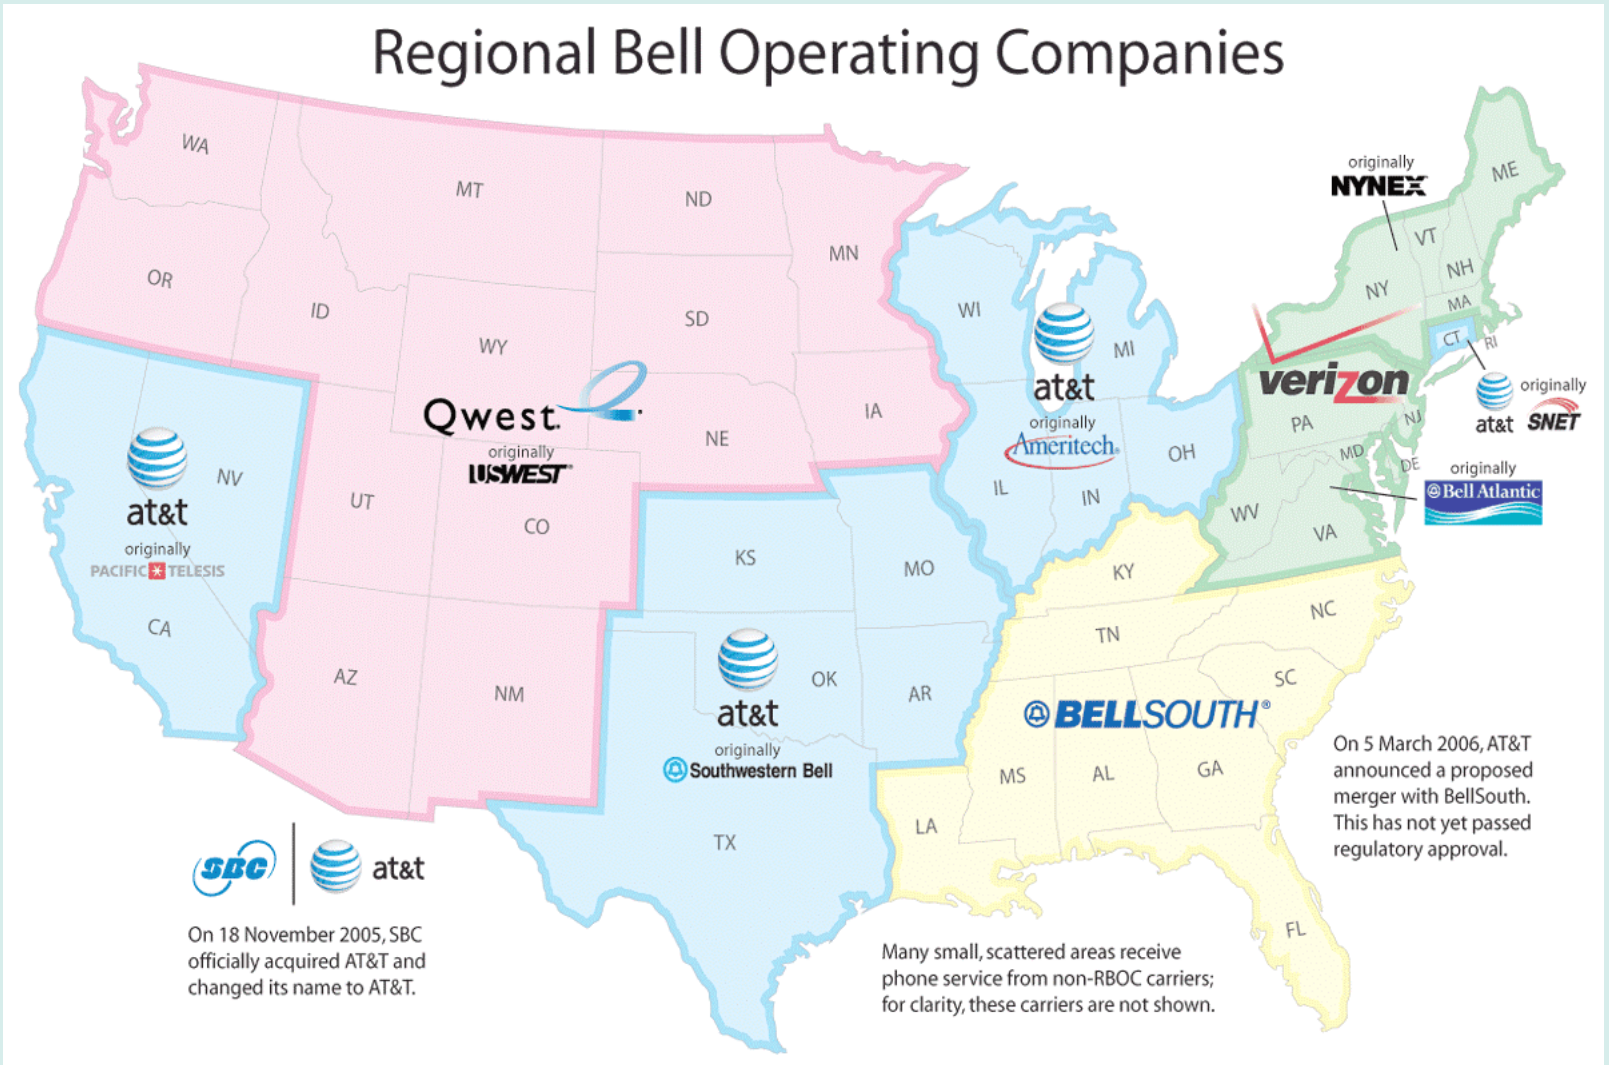 Regional Bell Operating Companies
WA
MT
ND
MN
OR
ID
WY
SD
WI
MI
IA
NE
Qwest.
originally
USWEST
NV
UT
CO
at&t
originally
PACIFIC TELESIS
CA
AZ
NM
KS
MO
OK
AR
at&t
originally
Southwestern Bell
TX
at&t
originally
Ameritech
IL
IN
OH
originally
NYNEX
ME
VT
NH
NY
MA
CT
RI
verizon
PA
NJ
MD
DE
WV
VA
at&t
originally
SNET
originally
Bell Atlantic
KY
TN
NC
SC
BELLSOUTH®
MS
AL
GA
LA
FL
On 5 March 2006, AT&T
announced a proposed
merger with BellSouth.
This has not yet passed
regulatory approval.
SBC
at&t
On 18 November 2005, SBC
officially acquired AT&T and
changed its name to AT&T.
Many small, scattered areas receive
phone service from non-RBOC carriers;
for clarity, these carriers are not shown.